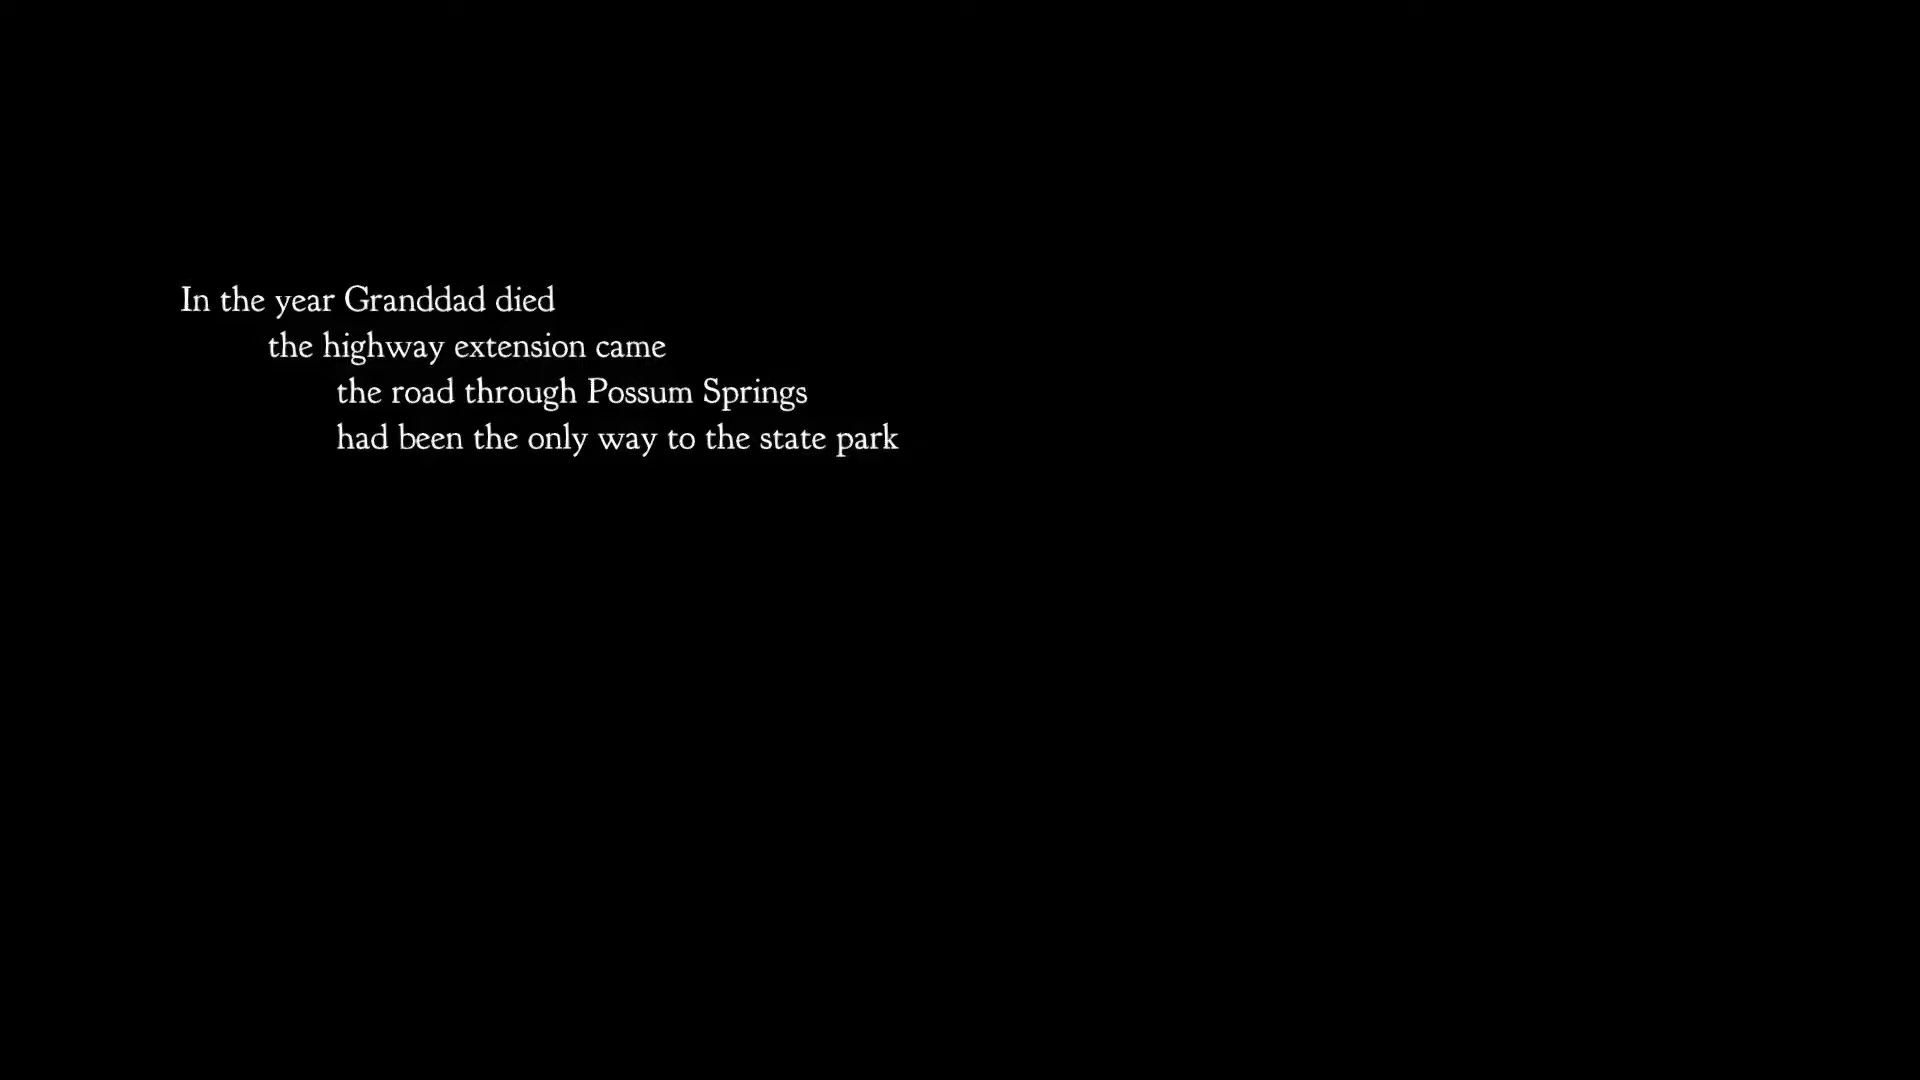 In the year Granddad died
the highway extension came
the road through Possum Springs
had been the only way to the state park